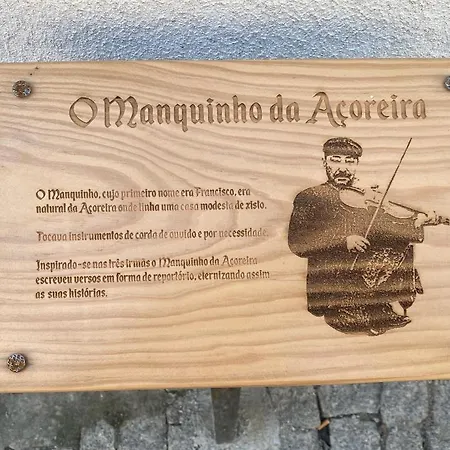 O Manquinho da Açoreira
O Manquinho, cujo primeiro nome era Francisco, era
natural da Açoreira onde tinha uma casa modesta de xisto.
Tocava instrumentos de corda de ouvido e por necessidade.
Inspirado-se nas três irmãs o Manquinho da Açoreira
escreveu versos em forma de reportório, eternizando assim
as suas histórias.